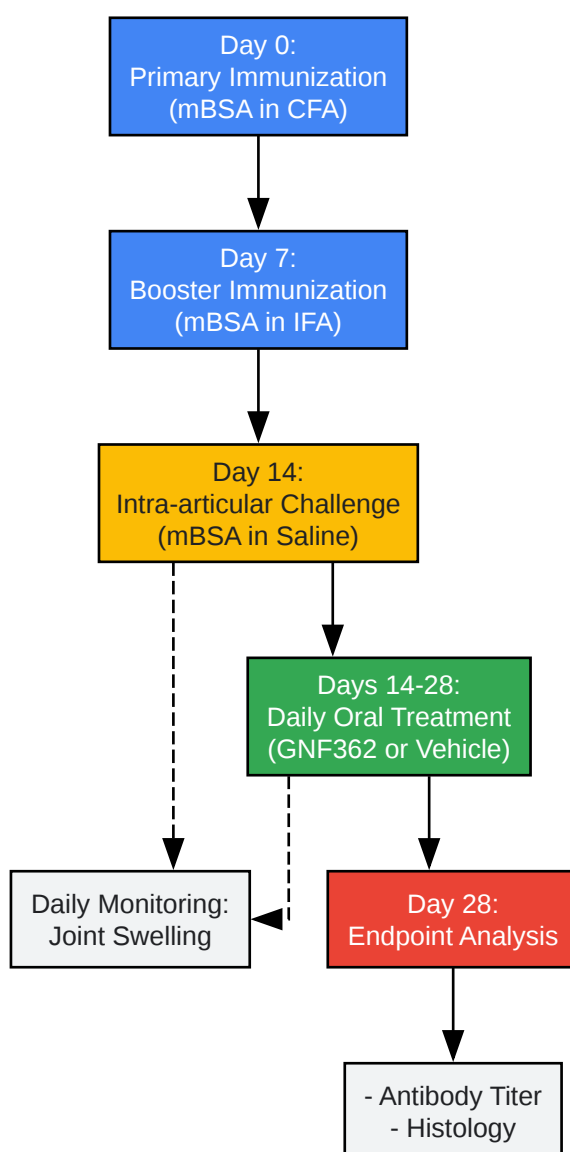 Day 0:
Primary Immunization
(mBSA in CFA)
Day 7:
Booster Immunization
(mBSA in IFA)
Day 14:
Intra-articular Challenge
(mBSA in Saline)
Days 14-28:
Daily Oral Treatment
(GNF362 or Vehicle)
Daily Monitoring:
Joint Swelling
Day 28:
Endpoint Analysis
- Antibody Titer
- Histology